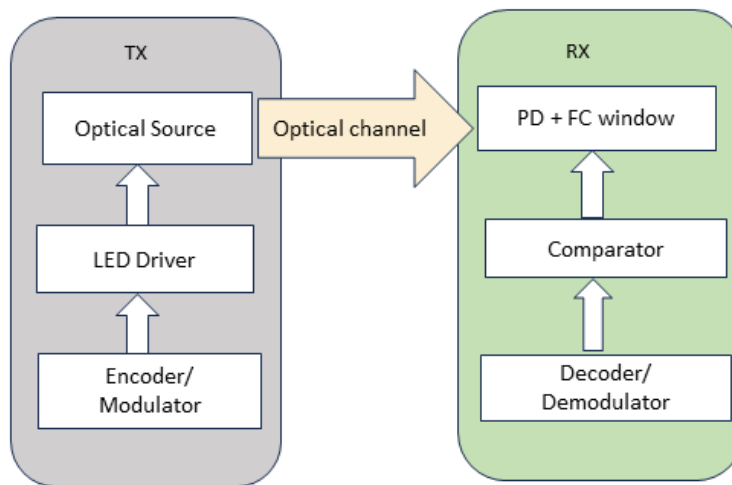 TX
Optical Source
LED Driver
Encoder/
Modulator
Optical channel
RX
PD + FC window
Comparator
Decoder/
Demodulator